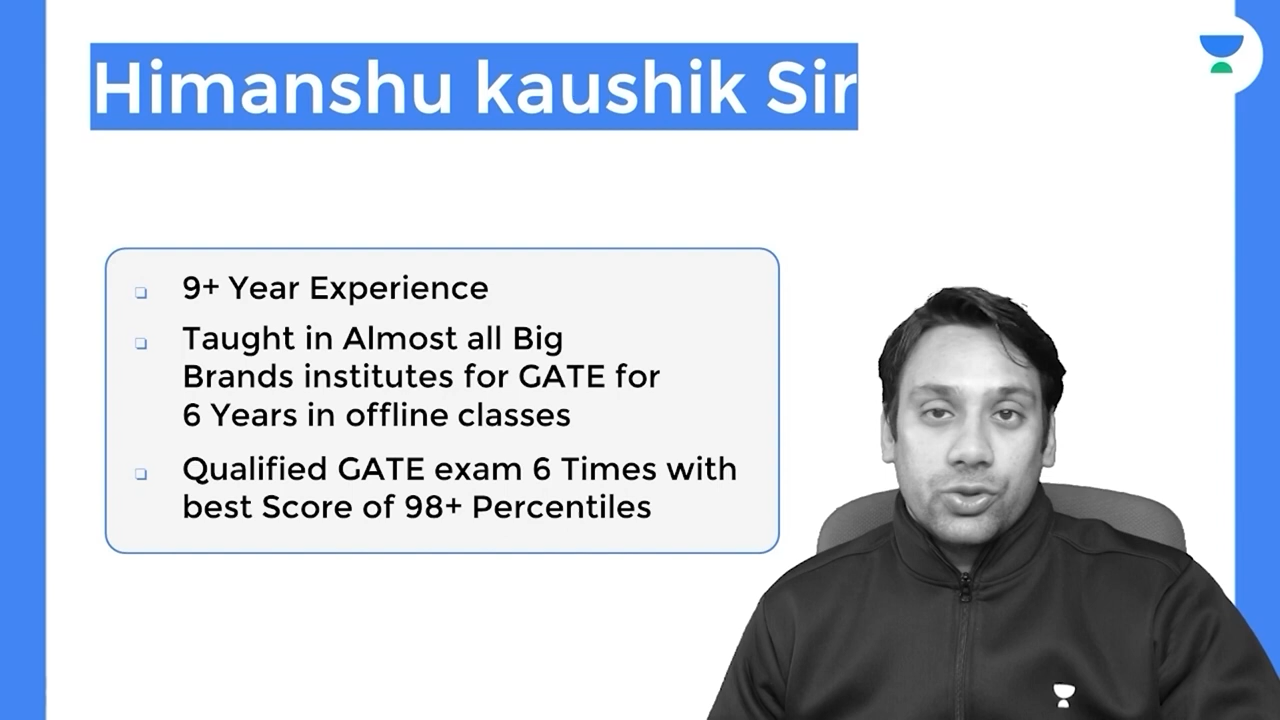 Himanshu kaushik Sir
9+ Year Experience
Taught in Almost all Big
Brands institutes for GATE for
6 Years in offline classes
Qualified GATE exam 6 Times with
best Score of 98+ Percentiles